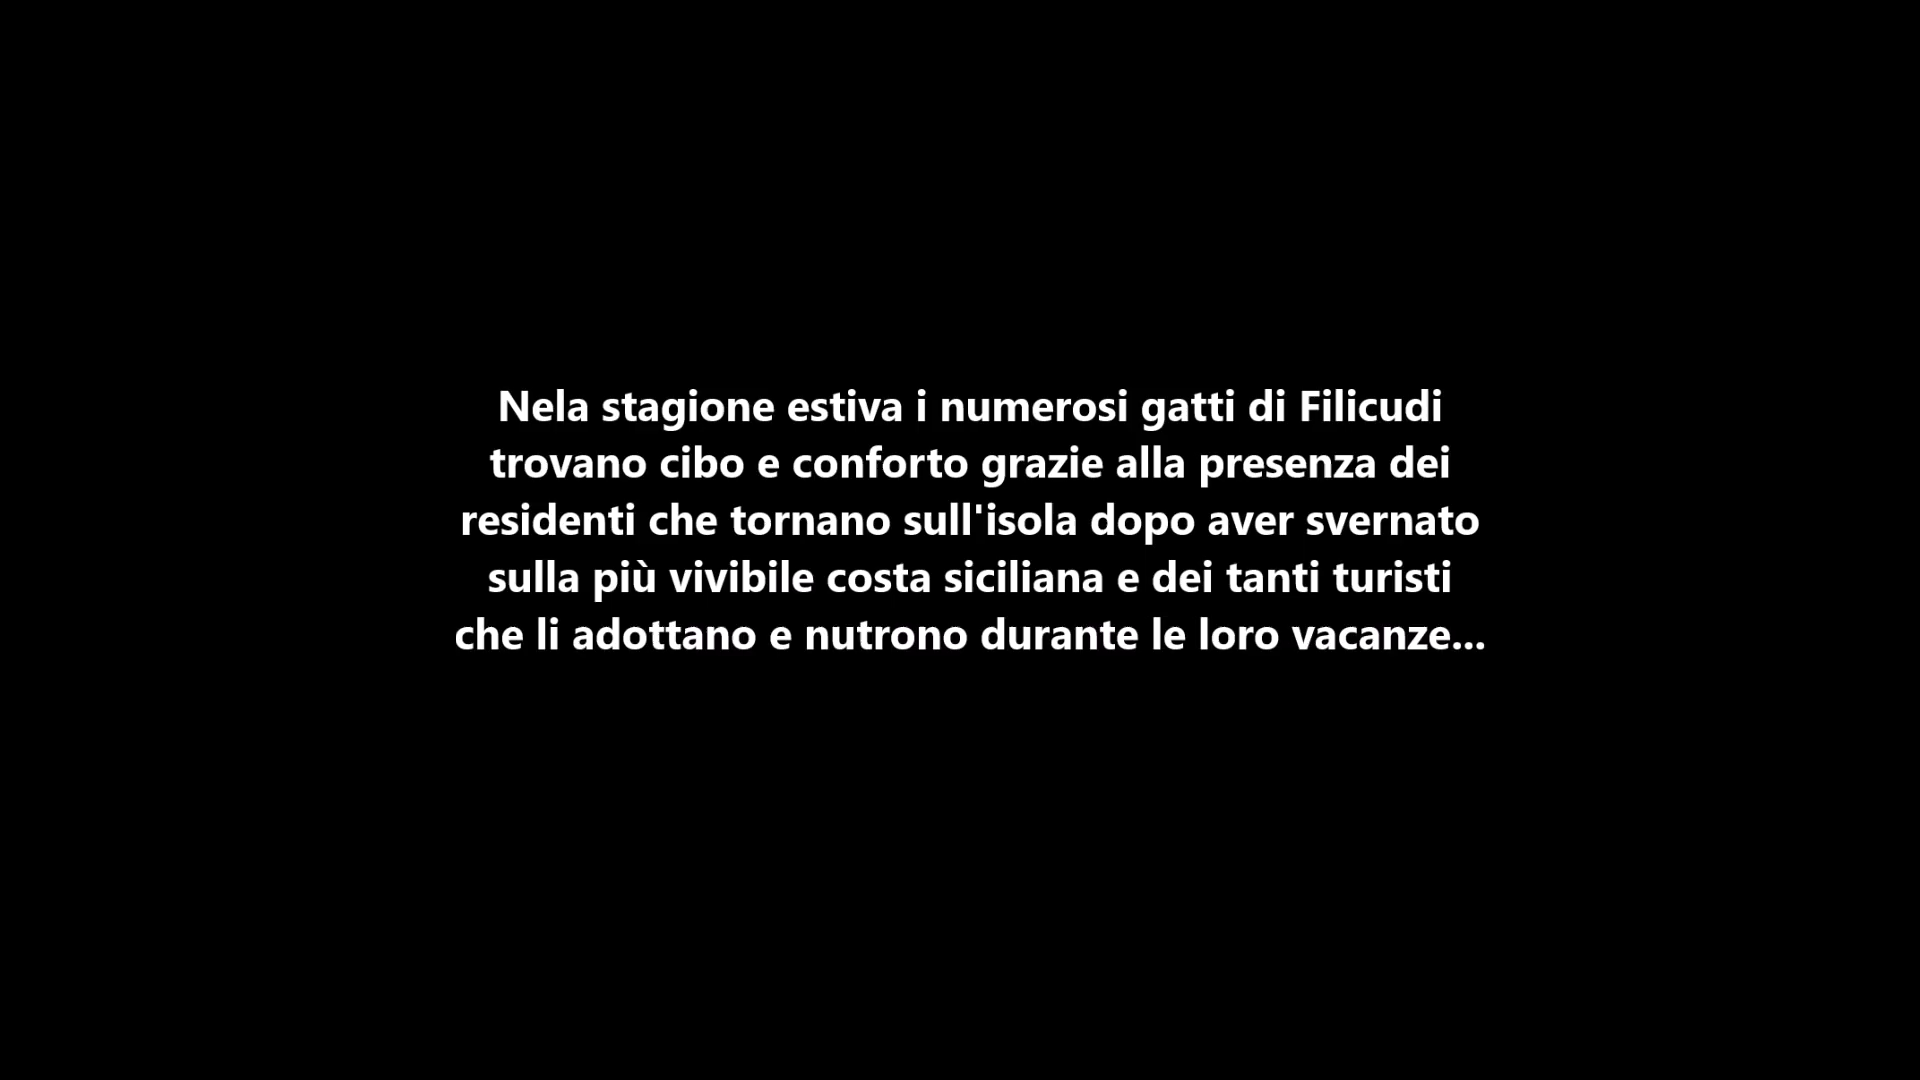 Nela stagione estiva i numerosi gatti di Filicudi
trovano cibo e conforto grazie alla presenza dei
residenti che tornano sull'isola dopo aver svernato
sulla più vivibile costa siciliana e dei tanti turisti
che li adottano e nutrono durante le loro vacanze...